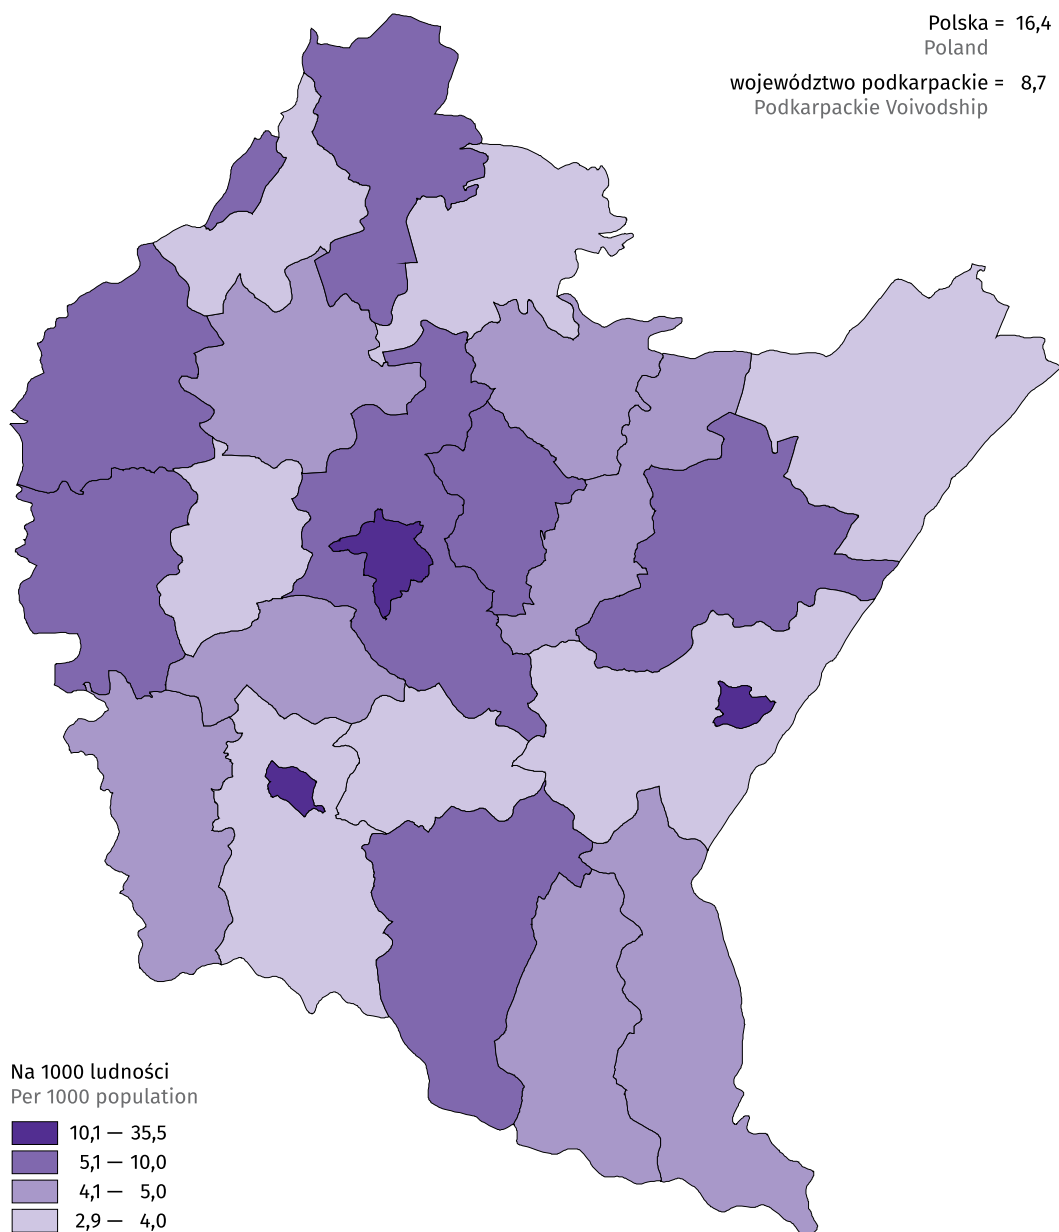 Polska = 16,4
Poland
województwo podkarpackie = 8,7
Podkarpackie Voivodship
Na 1000 ludności
Per 1000 population
10,1 — 35,5
5,1 — 10,0
4,1 — 5,0
2,9 — 4,0